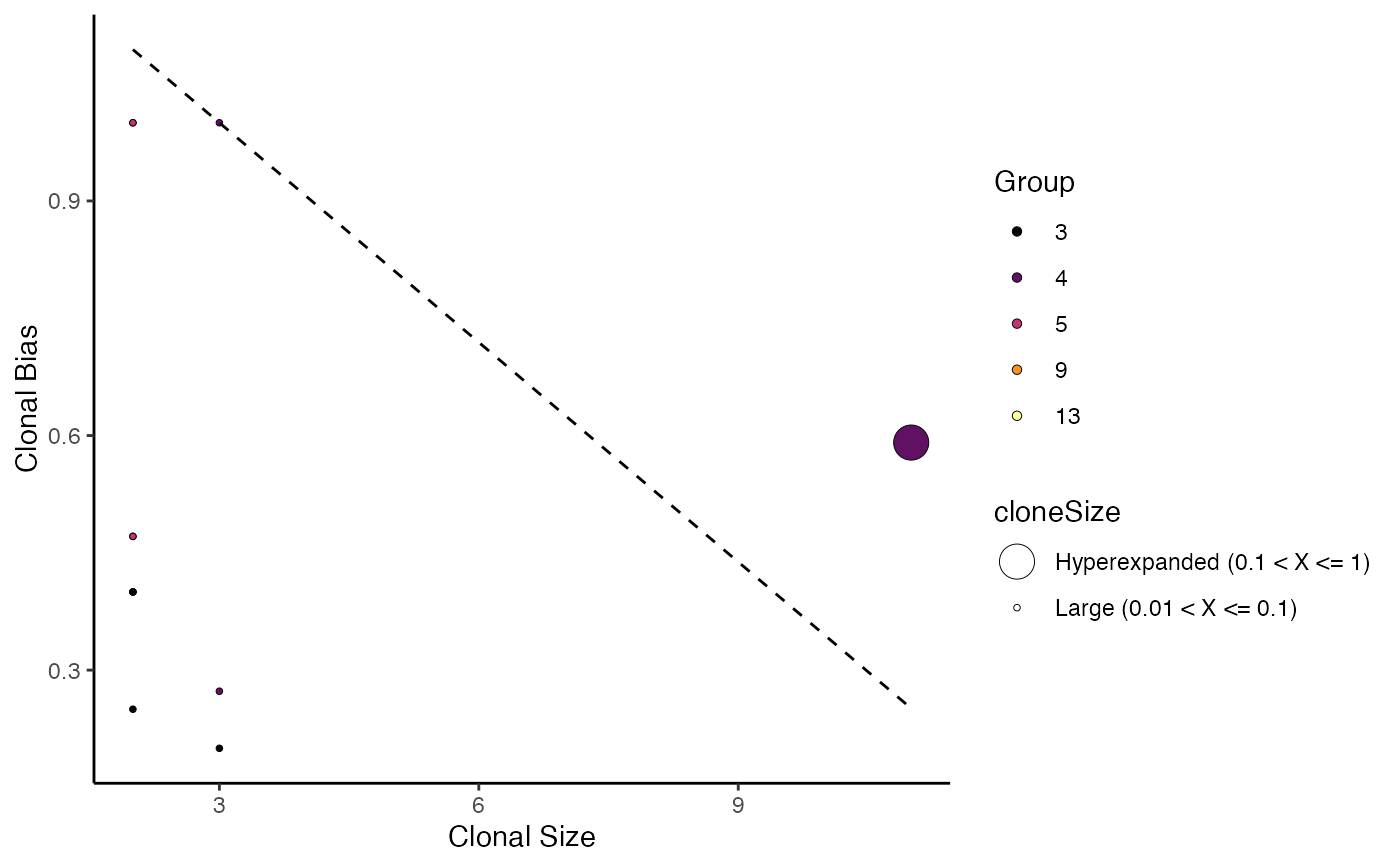 Clonal Bias
0.9
0.6
0.3
3
6
9
Clonal Size
Group
3
4
5
9
13
cloneSize
Hyperexpanded (0.1 < X <= 1)
Large (0.01 < X <= 0.1)